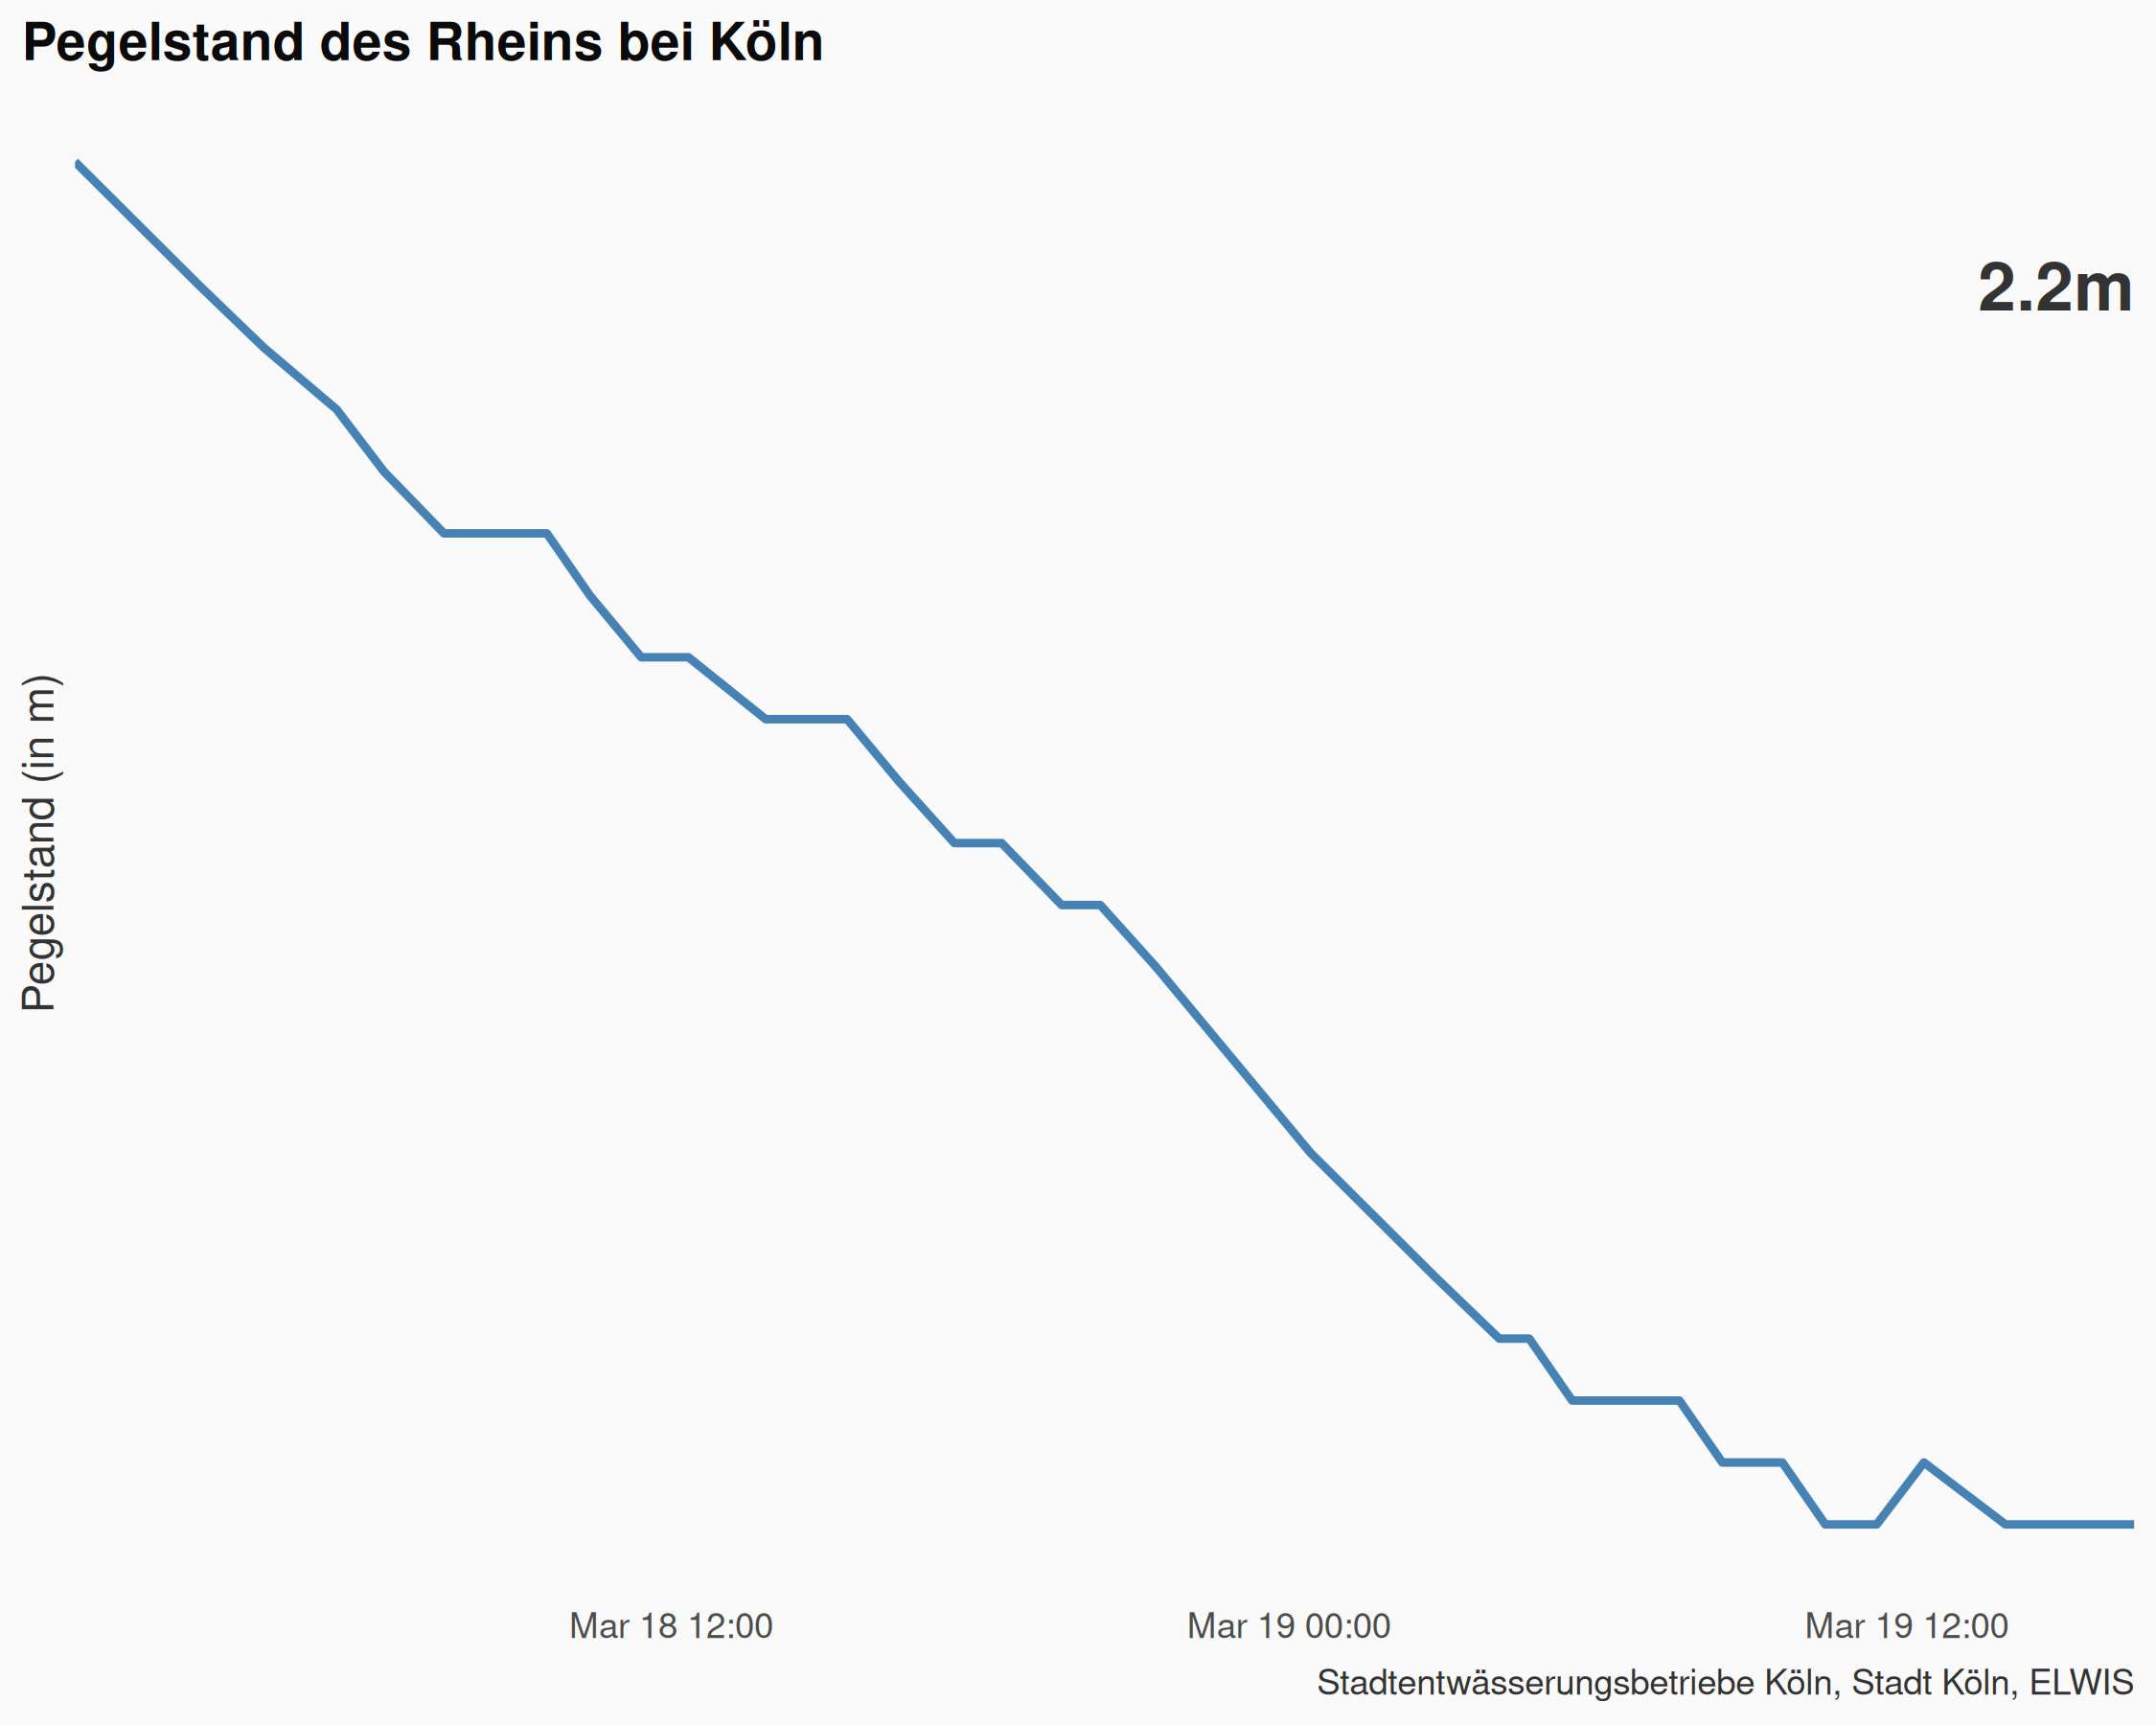 Pegelstand des Rheins bei Köln
2.2m
Pegelstand (in m)
Mar 18 12:00
Mar 19 00:00
Mar 19 12:00
Stadtentwässerungsbetriebe Köln, Stadt Köln, ELWIS